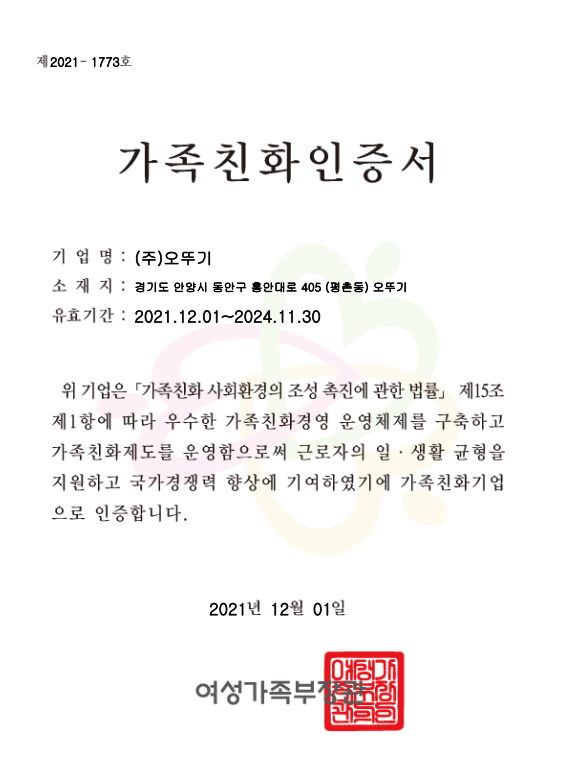 제2021- 1773호
가족친화인증서
기 업 명 : (주)오뚜기
소 재 지 : 경기도 안양시 동안구 흥안대로 405 (평촌동) 오뚜기
유효기간 : 2021.12.01~2024.11.30
위 기업은 「가족친화 사회환경의 조성 촉진에 관한 법률」 제15조
제1항에 따라 우수한 가족친화경영 운영체제를 구축하고
가족친화제도를 운영함으로써 근로자의 일 · 생활 균형을
지원하고 국가경쟁력 향상에 기여하였기에 가족친화기업
으로 인증합니다.
2021년 12월 01일
여성가족부장관